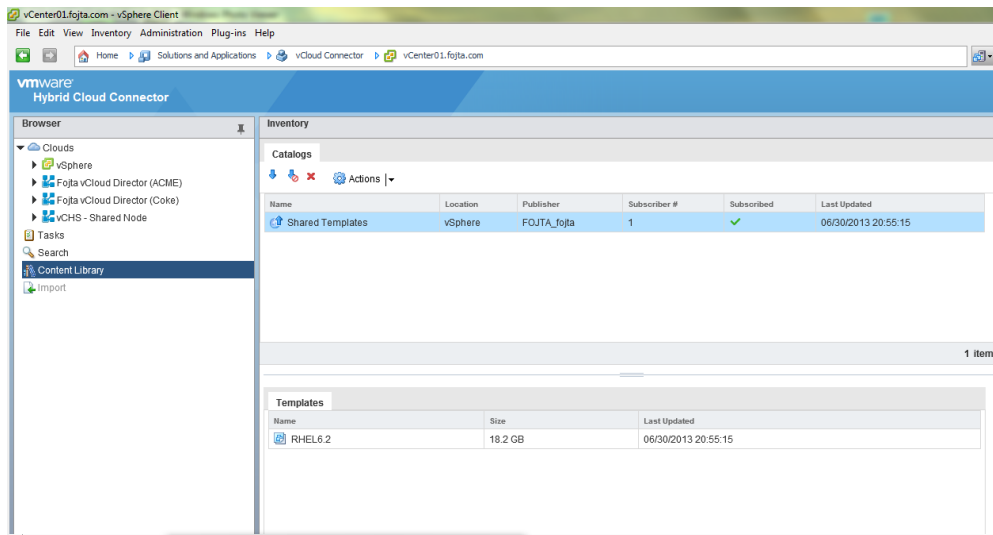 vCenter01.fojta.com - vSphere Client
File Edit View Inventory Administration Plug-ins Help
Home Solutions and Applications vCloud Connector vCenter01.fojta.com
vmware
Hybrid Cloud Connector
Browser
Clouds
vSphere
Fojta vCloud Director (ACME)
Fojta vCloud Director (Coke)
vCHS - Shared Node
Tasks
Search
Content Library
Import
Inventory
Catalogs
Actions
Name Location Publisher Subscriber # Subscribed Last Updated
Shared Templates vSphere FOJTA_fojta 1 06/30/2013 20:55:15
1 item
Templates
Name Size Last Updated
RHEL6.2 18.2 GB 06/30/2013 20:55:15